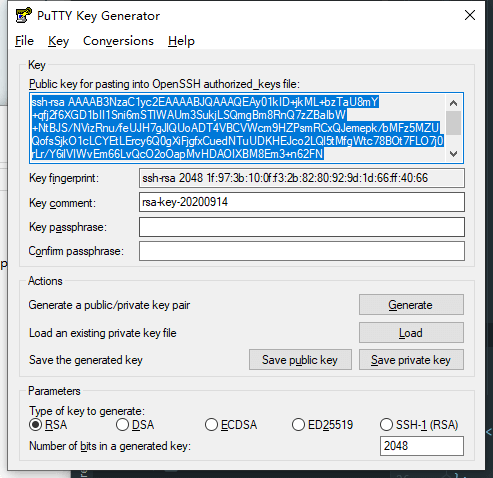 PuTTY Key Generator
File Key Conversions Help
Key
Public key for pasting into OpenSSH authorized_keys file:
ssh-rsa AAAAB3NzaC1yc2EAAAABJQAAAQEAy01kID+jkML+bzTaU8mY
+qfj2f6XGD1bII1Sni6mSTIWAUm3SukjLSQmgBm8RnQ7zZBalbW
+NtBJS/NVizRnu/feUJH7gJIQUoADT4VBCVWcm9HZPsmRCxQJemepk/bMFz5MZU
QofsSjkO1cLCYEtLErcy6Q0gXiFjgfxCuedNTuUDKHEJco2LQI5tMfgWtc78BOt7FLO7j0
rLr/Y6iIVIWvEm66LvQcO2oOapMvHDAOIXBM8Em3+n62FN
Key fingerprint: ssh-rsa 2048 1f:97:3b:10:0f:f3:2b:82:80:92:9d:1d:66:ff:40:66
Key comment: rsa-key-20200914
Key passphrase:
Confirm passphrase:
Actions
Generate a public/private key pair Generate
Load an existing private key file Load
Save the generated key Save public key Save private key
Parameters
Type of key to generate:
RSA DSA ECDSA ED25519 SSH-1 (RSA)
Number of bits in a generated key: 2048